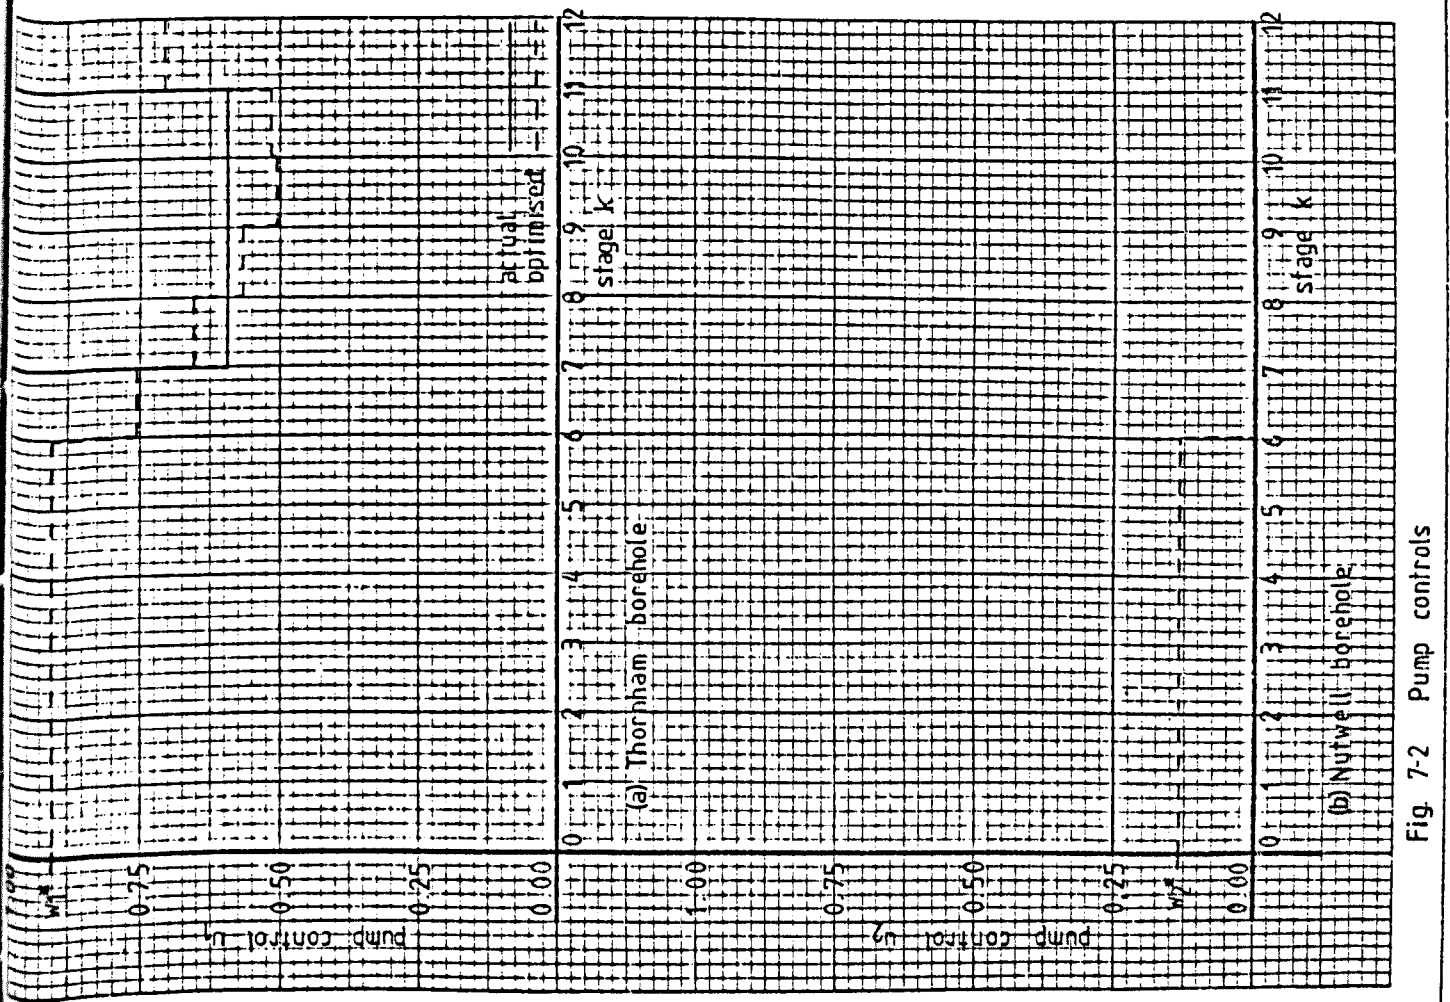 1.00
w1*
0.75
0.50
0.25
0.00
pump control u1
0 1 2 3 4 5 6 7 8 9 10 11 12
stage k
actual
optimised
(a) Thornham borehole
1.00
0.75
0.50
0.25
w2*
0.00
pump control u2
0 1 2 3 4 5 6 7 8 9 10 11 12
stage k
(b) Nutwell borehole
Fig. 7-2 Pump controls